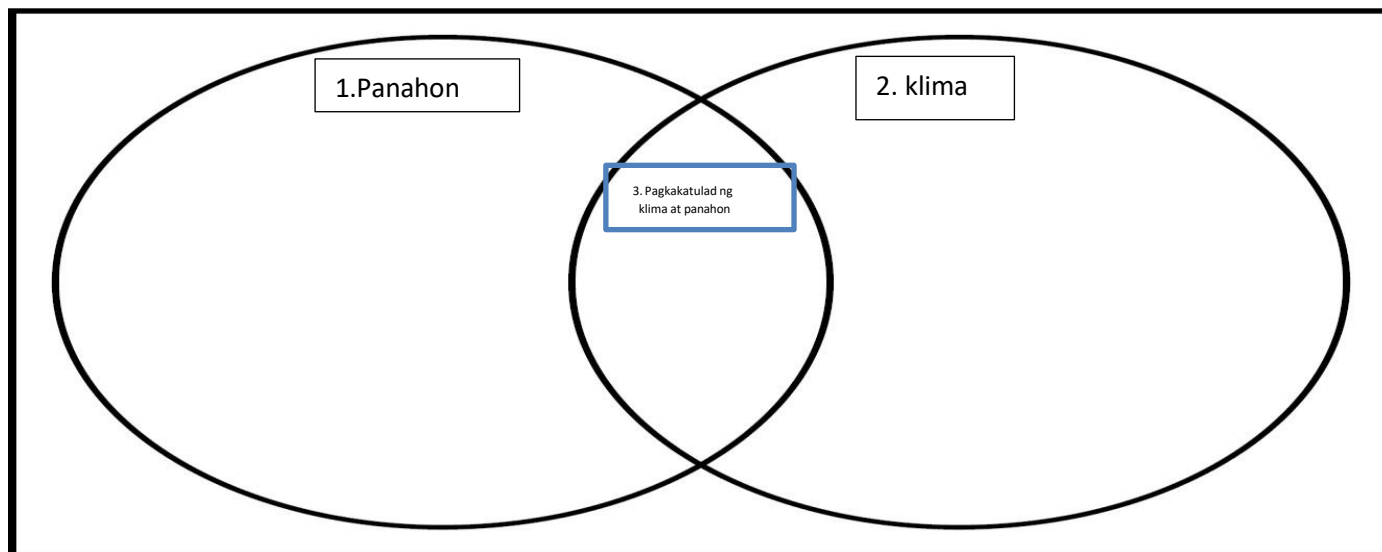 1.Panahon
2. klima
3. Pagkakatulad ng
klima at panahon